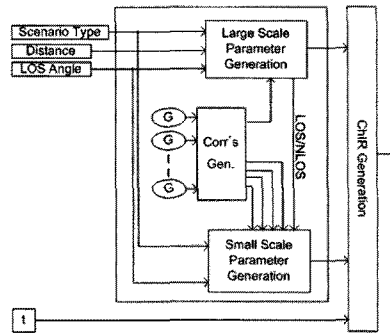 Scenario Type
Distance
LOS Angle
Large Scale
Parameter
Generation
G
G
G
Corr's
Gen.
LOS/NLOS
Small Scale
Parameter
Generation
ChIR Generation
t